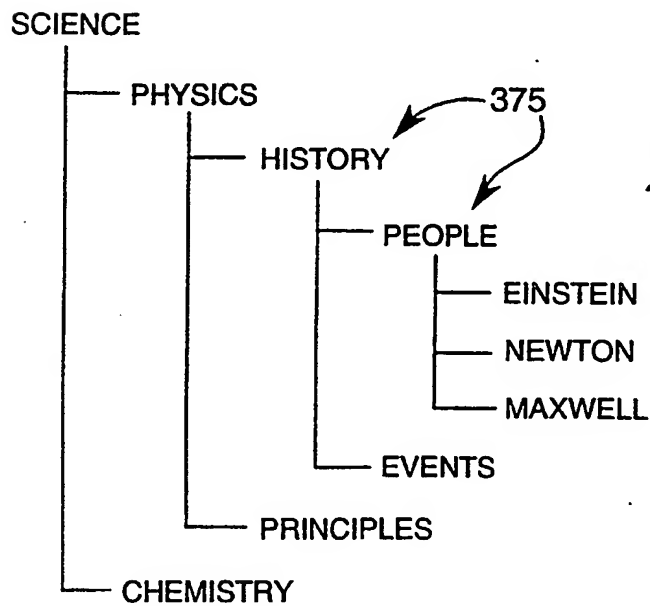 SCIENCE
PHYSICS
375
HISTORY
PEOPLE
EINSTEIN
NEWTON
MAXWELL
EVENTS
PRINCIPLES
CHEMISTRY